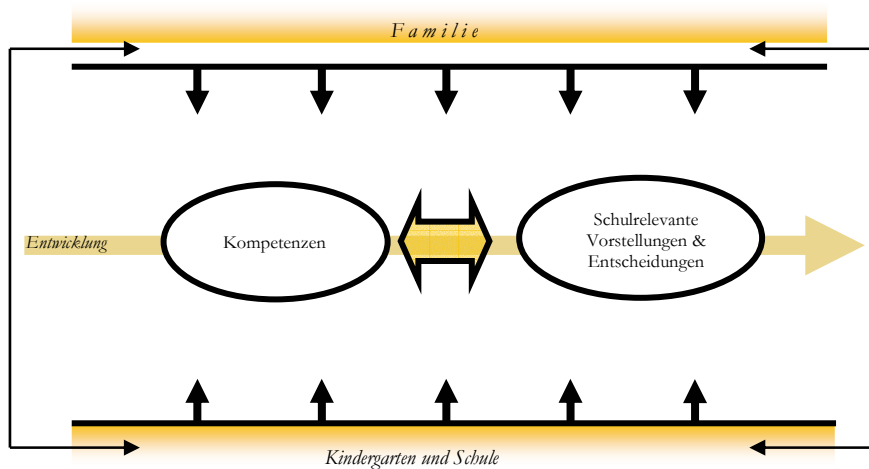 Familie
Entwicklung
Kompetenzen
Schulrelevante
Vorstellungen &
Entscheidungen
Kindergarten und Schule